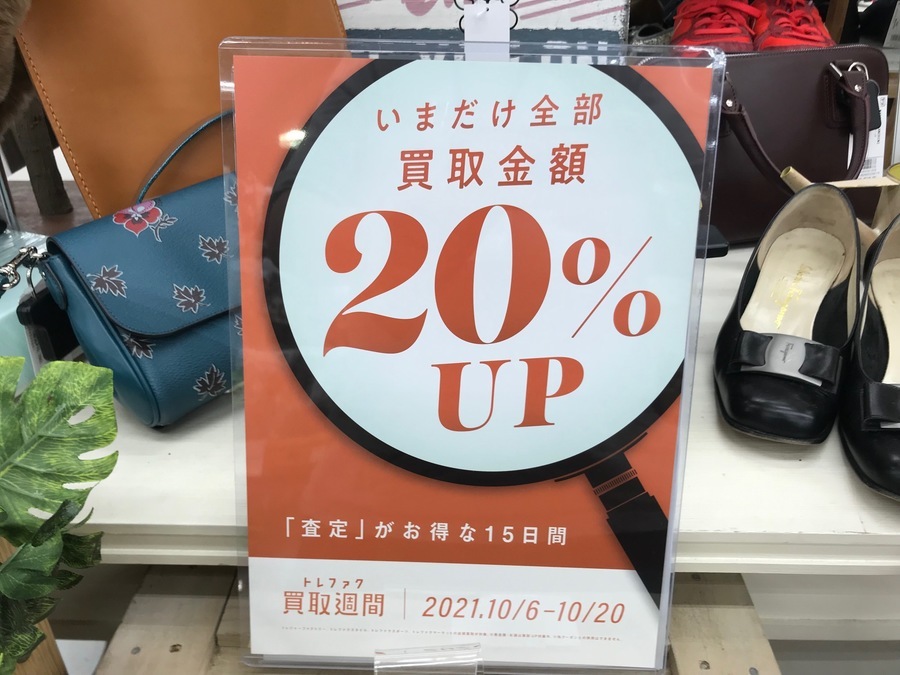 いまだけ全部
買取金額
20%
UP
「査定」がお得な15日間
トレファク
買取週間
2021.10/6-10/20